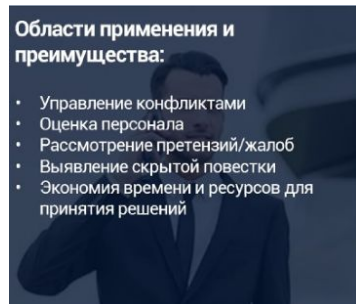 Области применения и
преимущества:
• Управление конфликтами
• Оценка персонала
• Рассмотрение претензий/жалоб
• Выявление скрытой повестки
• Экономия времени и ресурсов для
принятия решений